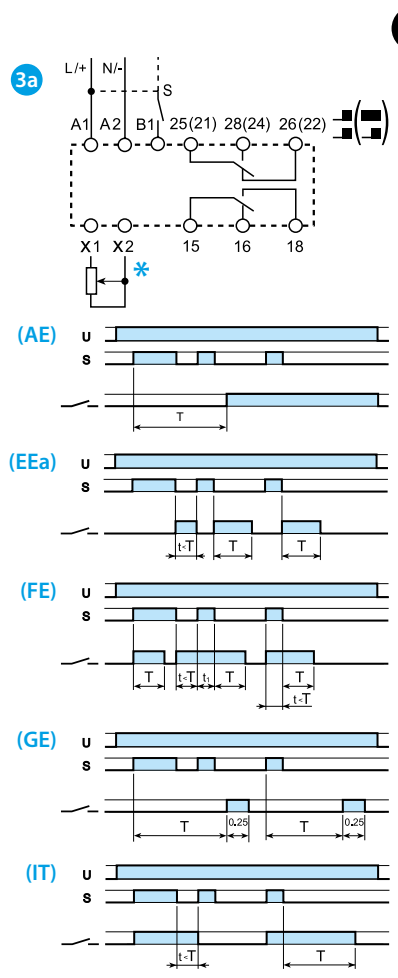 3a
L/+ N/-
S
A1 A2 B1 25(21) 28(24) 26(22)
X1 X2 15 16 18
*
(AE)
U
S
T
(EEa)
U
S
t<T T T
(FE)
U
S
T t<T t₁ T T
t<T
(GE)
U
S
T 0.25 T 0.25
(IT)
U
S
t<T T